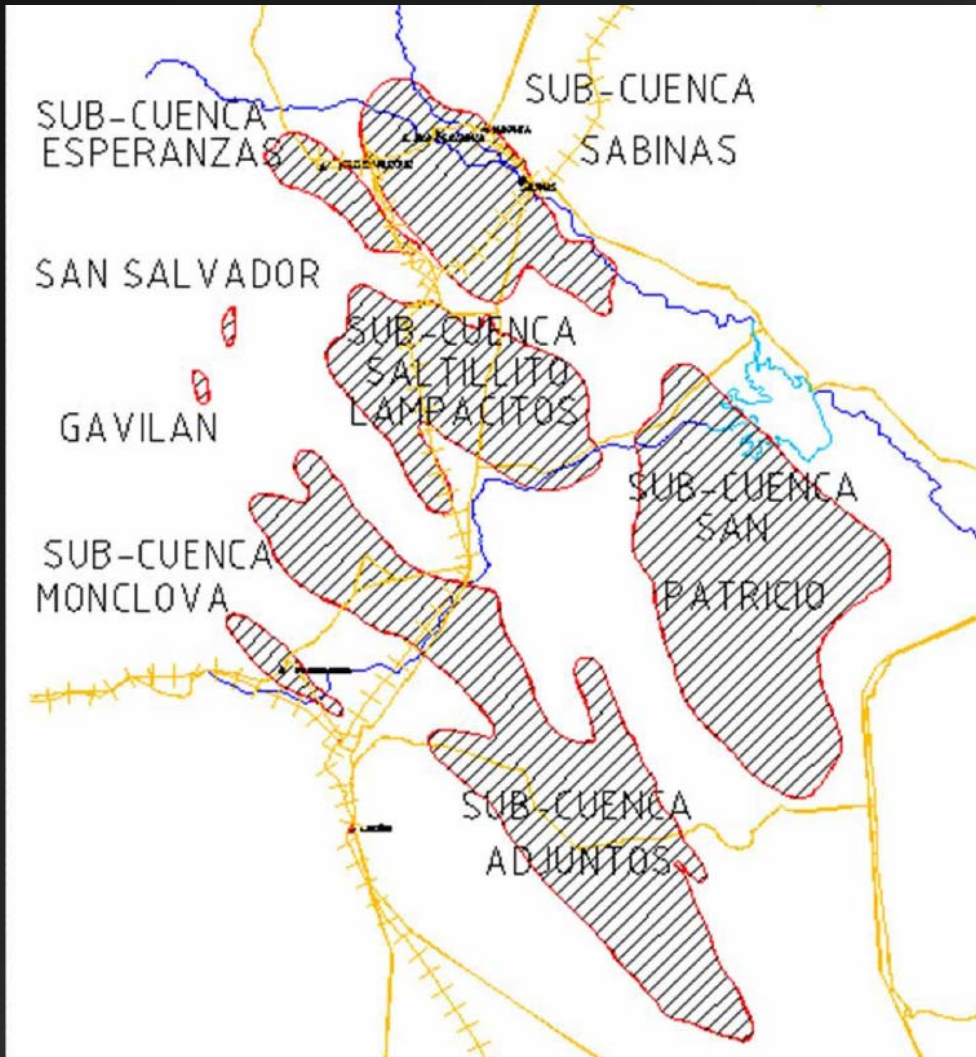 SUB-CUENCA
SABINAS
SUB-CUENCA
ESPERANZAS
SAN SALVADOR
SUB-CUENCA
SALTILLITO
LAMPACITOS
GAVILAN
SUB-CUENCA
SAN
PATRICIO
SUB-CUENCA
MONCLOVA
SUB-CUENCA
ADJUNTOS